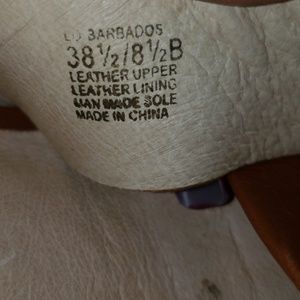 BARBADOS
38½/8½B
LEATHER UPPER
LEATHER LINING
MAN MADE SOLE
MADE IN CHINA